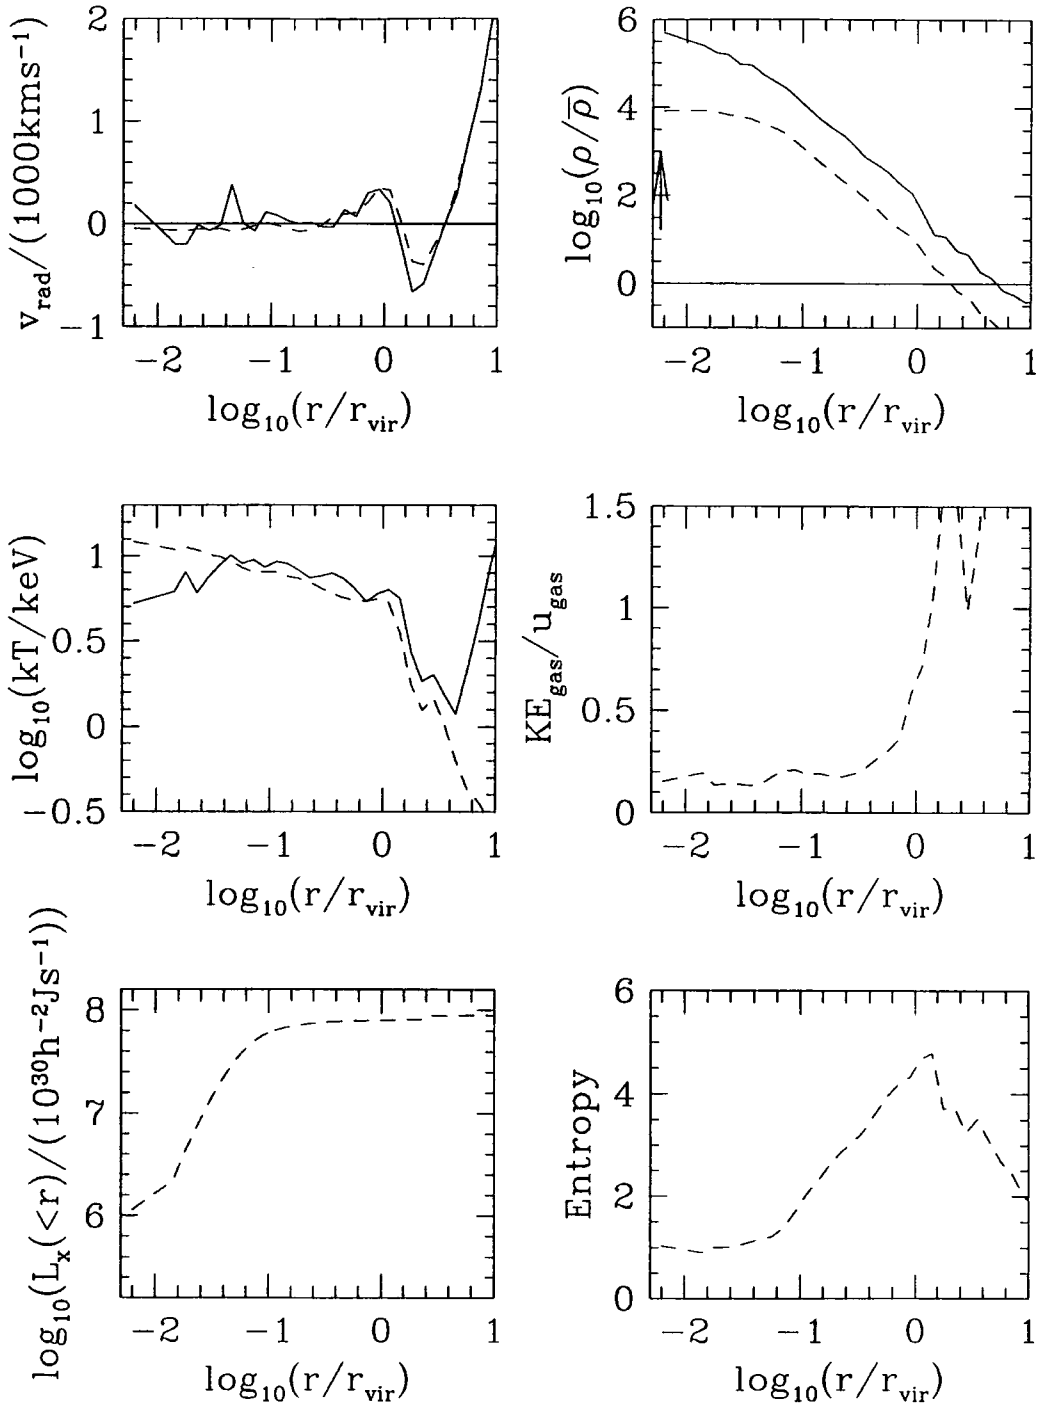 v_rad/(1000kms⁻¹)
2
1
0
−1
−2 −1 0 1
log₁₀(r/r_vir)
log₁₀(ρ/ρ̅)
6
4
2
0
−2 −1 0 1
log₁₀(r/r_vir)
log₁₀(kT/keV)
1
0.5
0
−0.5
−2 −1 0 1
log₁₀(r/r_vir)
KE_gas/u_gas
1.5
1
0.5
0
−2 −1 0 1
log₁₀(r/r_vir)
log₁₀(L_x(<r)/(10³⁰h⁻²Js⁻¹))
8
7
6
−2 −1 0 1
log₁₀(r/r_vir)
Entropy
6
4
2
0
−2 −1 0 1
log₁₀(r/r_vir)